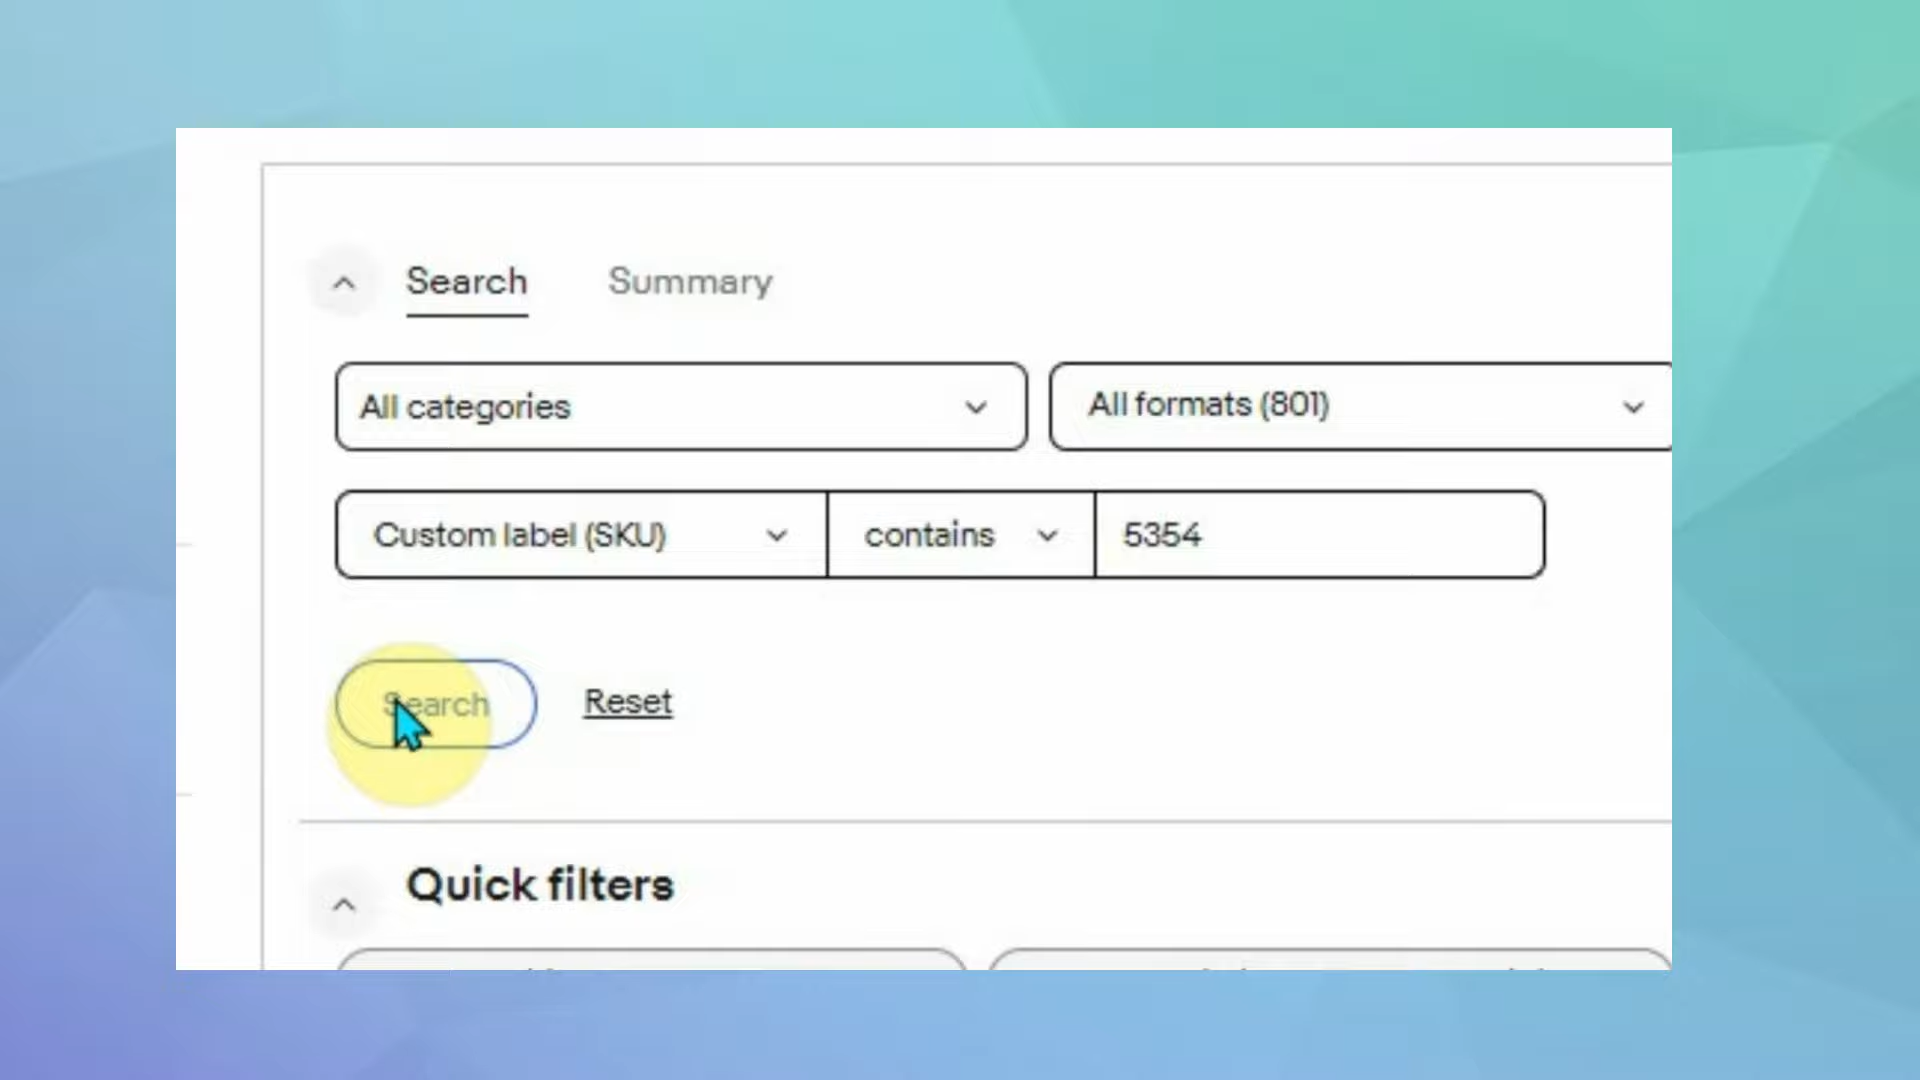 Search Summary
All categories All formats (801)
Custom label (SKU) contains 5354
Search Reset
Quick filters